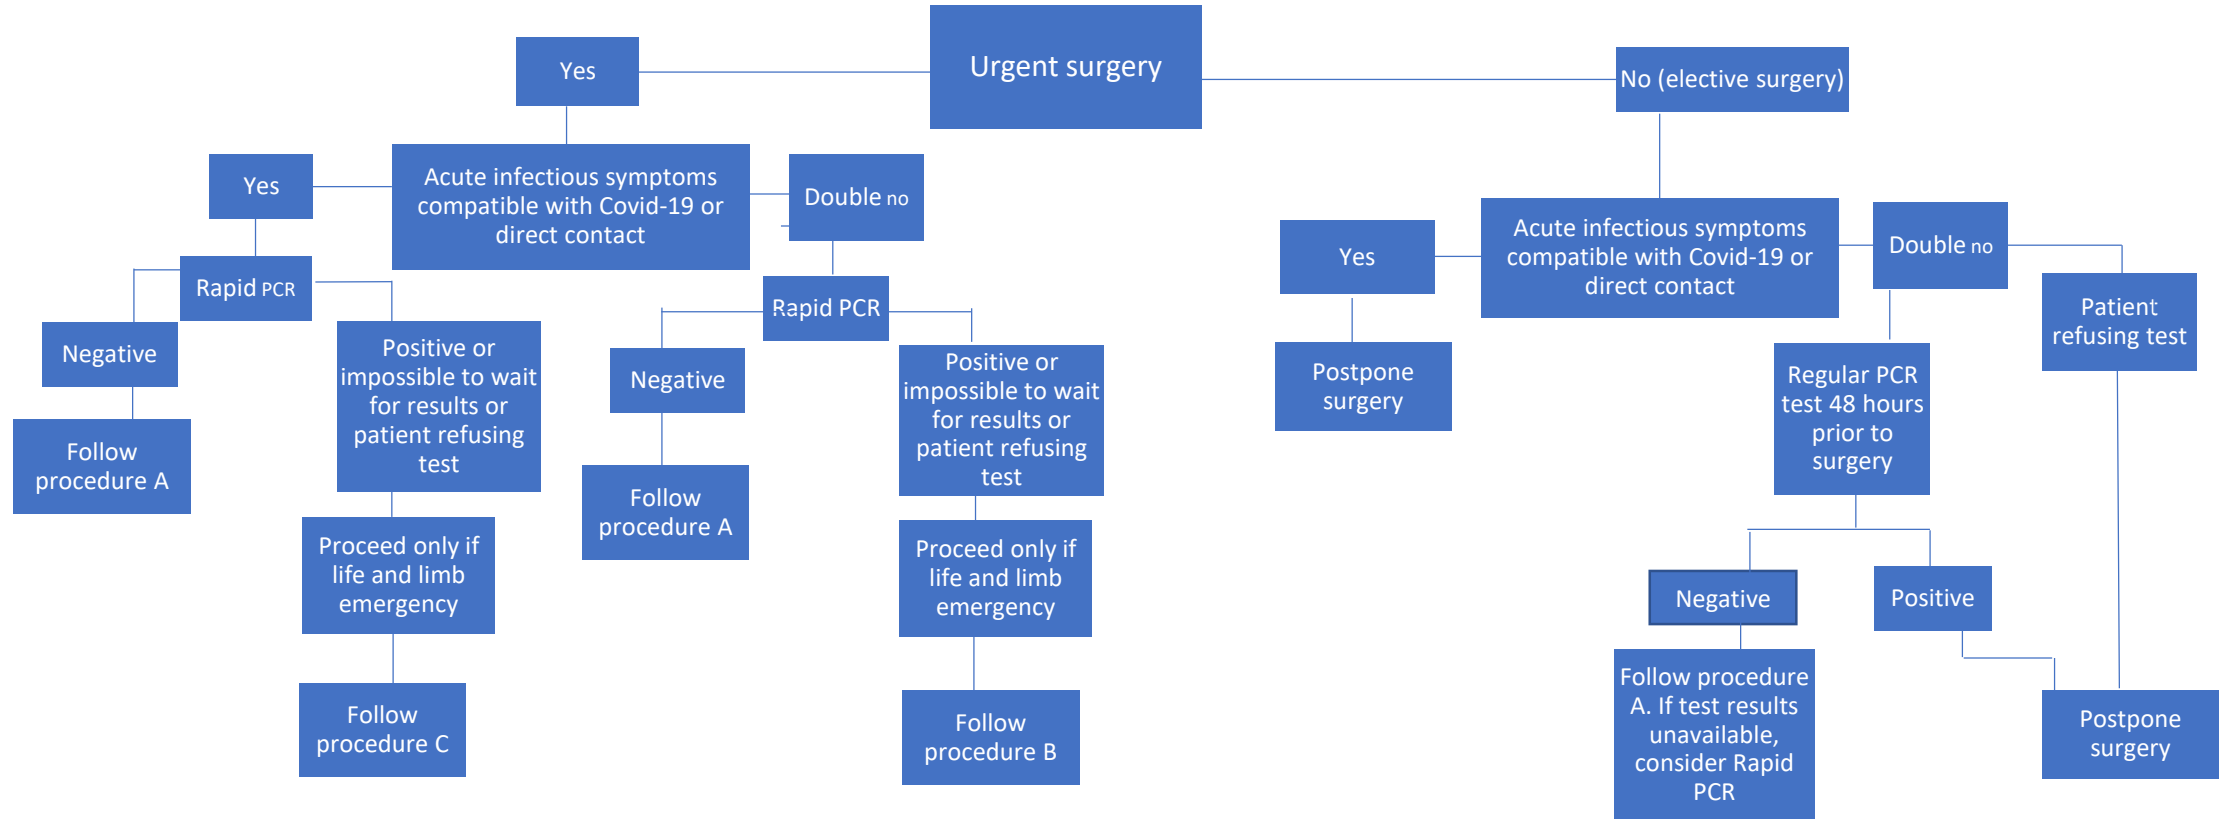 Urgent surgery
Yes
No (elective surgery)
Yes
Acute infectious symptoms
compatible with Covid-19 or
direct contact
Double no
Rapid PCR
Negative
Follow
procedure A
Positive or
impossible to wait
for results or
patient refusing
test
Proceed only if
life and limb
emergency
Follow
procedure C
Rapid PCR
Negative
Follow
procedure A
Positive or
impossible to wait
for results or
patient refusing
test
Proceed only if
life and limb
emergency
Follow
procedure B
Yes
Acute infectious symptoms
compatible with Covid-19 or
direct contact
Double no
Postpone
surgery
Regular PCR
test 48 hours
prior to
surgery
Patient
refusing test
Negative
Positive
Follow procedure
A. If test results
unavailable,
consider Rapid
PCR
Postpone
surgery